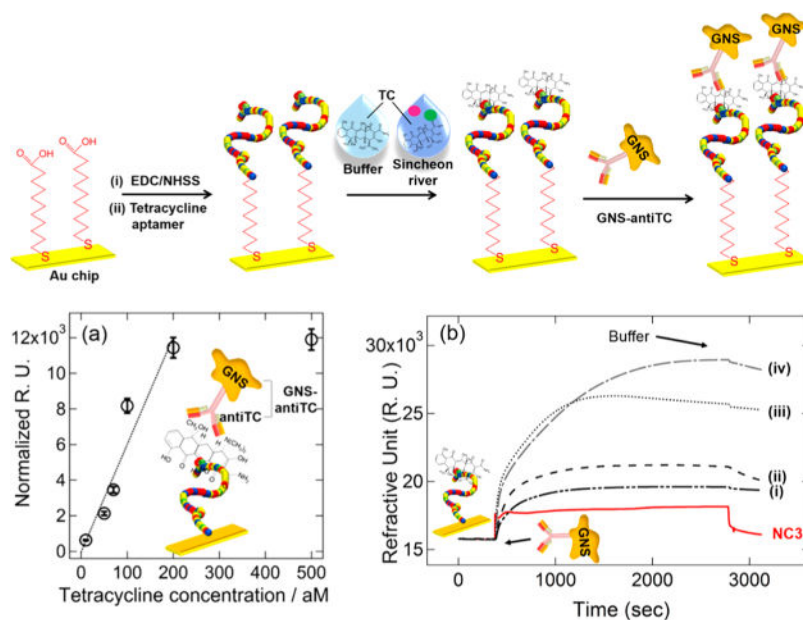 GNS
GNS
O
OH
O
OH
(i) EDC/NHSS
(ii) Tetracycline
aptamer
TC
Buffer
Sincheon
river
GNS
GNS-antiTC
S
S
S
S
S
S
S
S
Au chip
(a)
Normalized R. U.
12x10³
10
8
6
4
2
0
0
100
200
300
400
500
Tetracycline concentration / aM
GNS
GNS-
antiTC
antiTC
HO
OH
NH₂
(b)
Refractive Unit (R. U.)
30x10³
25
20
15
0
1000
2000
3000
Time (sec)
Buffer
(iv)
(iii)
(ii)
(i)
NC3
GNS